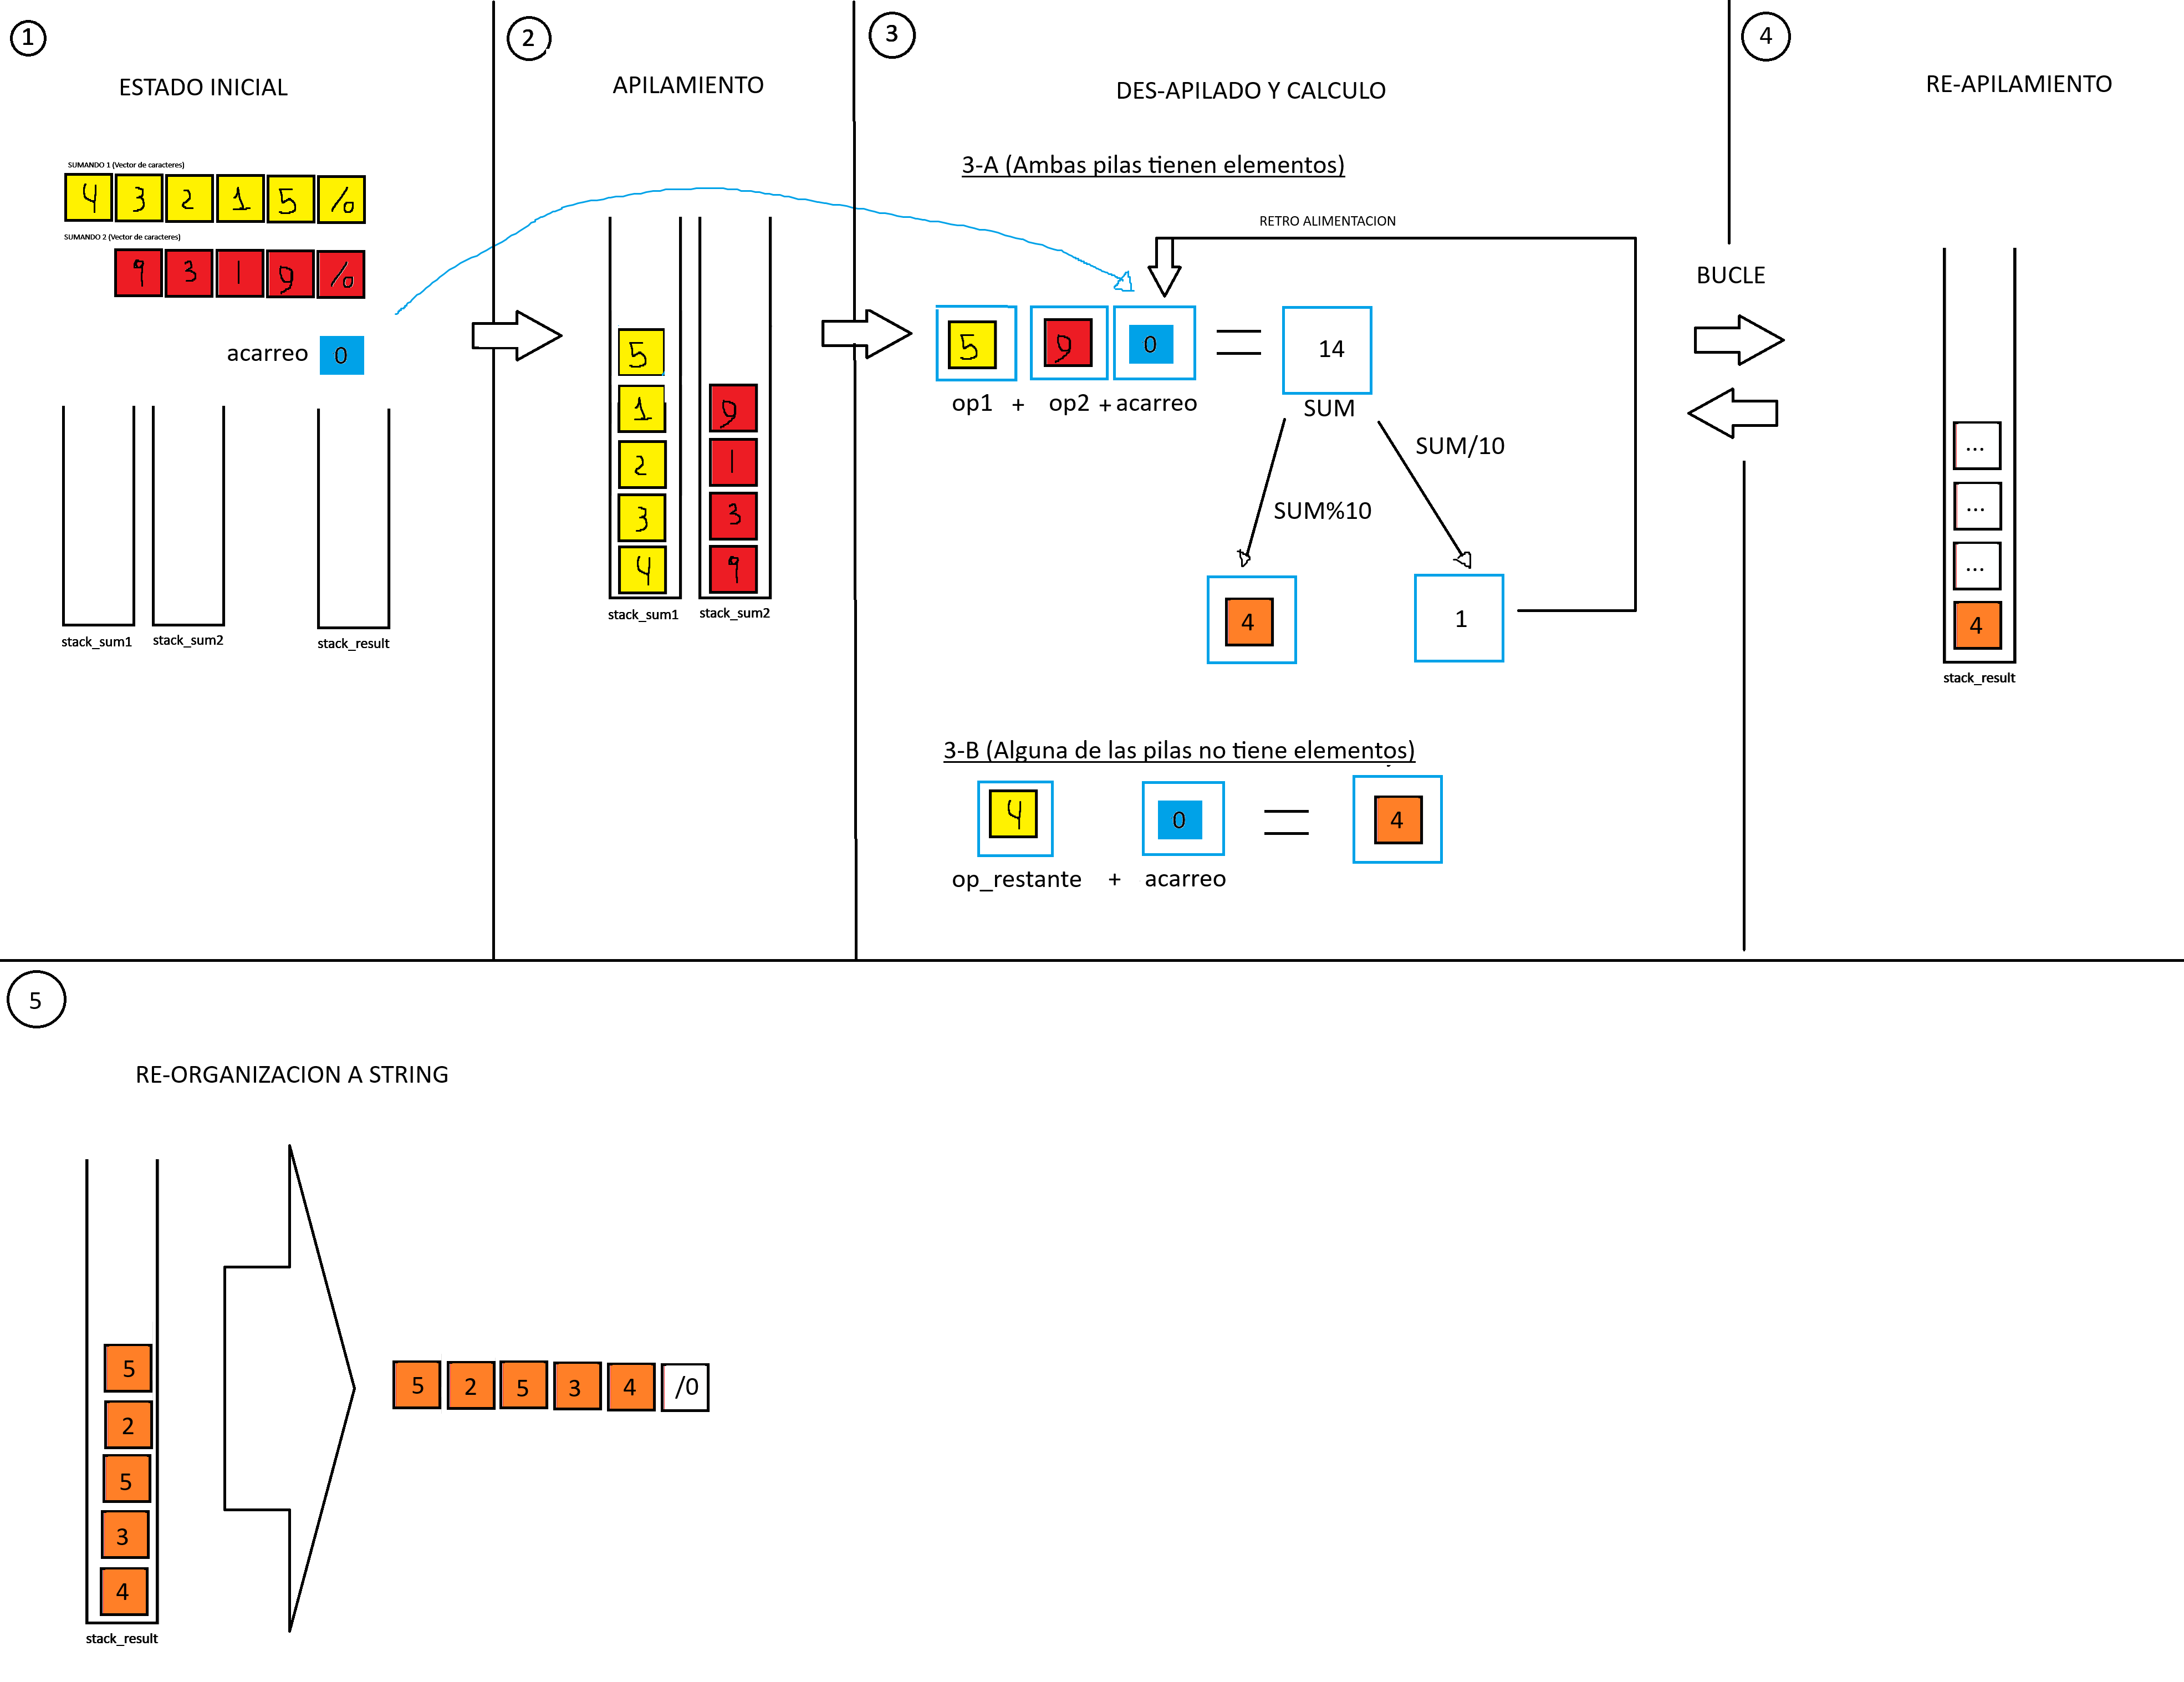 1
ESTADO INICIAL
SUMANDO 1 (Vector de caracteres)
4 3 2 1 5 /0
SUMANDO 2 (Vector de caracteres)
9 3 1 9 /0
acarreo 0
stack_sum1 stack_sum2 stack_result
2
APILAMIENTO
5
1 9
2 1
3 3
4 9
stack_sum1 stack_sum2
3
DES-APILADO Y CALCULO
3-A (Ambas pilas tienen elementos)
RETRO ALIMENTACION
5 9 0 = 14
op1 + op2 + acarreo SUM
SUM/10
SUM%10
4 1
3-B (Alguna de las pilas no tiene elementos)
4 0 = 4
op_restante + acarreo
BUCLE
4
RE-APILAMIENTO
...
...
...
4
stack_result
5
RE-ORGANIZACION A STRING
5
2
5
3
4
stack_result
5 2 5 3 4 /0